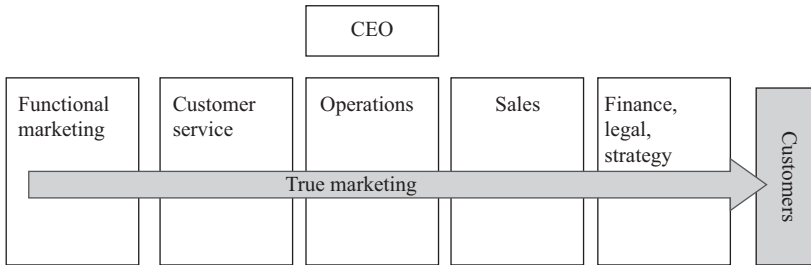 CEO
Functional
marketing
Customer
service
Operations
Sales
Finance,
legal,
strategy
True marketing
Customers